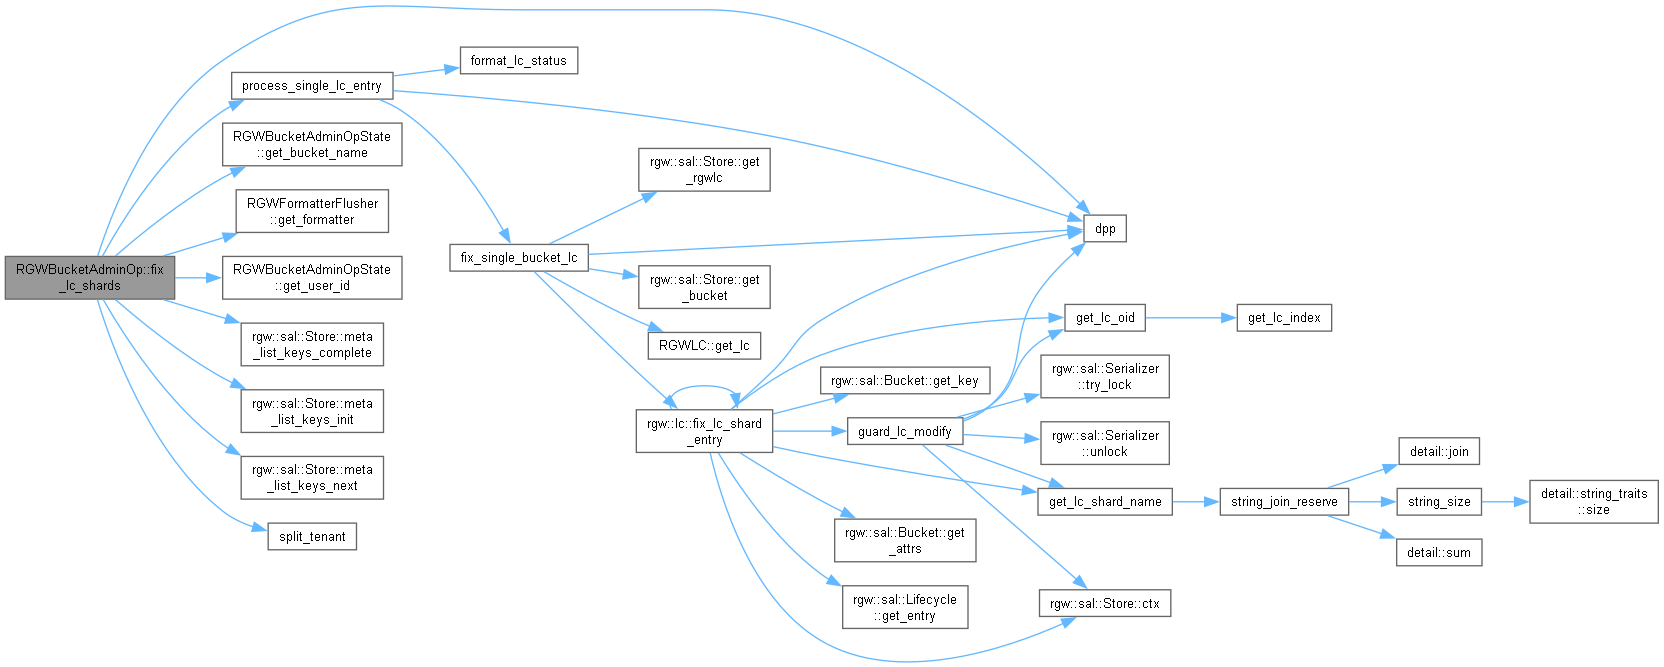 RGWBucketAdminOp::fix
_lc_shards
process_single_lc_entry
format_lc_status
RGWBucketAdminOpState
::get_bucket_name
RGWFormatterFlusher
::get_formatter
RGWBucketAdminOpState
::get_user_id
rgw::sal::Store::meta
_list_keys_complete
rgw::sal::Store::meta
_list_keys_init
rgw::sal::Store::meta
_list_keys_next
split_tenant
fix_single_bucket_lc
rgw::sal::Store::get
_rgwlc
rgw::sal::Store::get
_bucket
RGWLC::get_lc
rgw::lc::fix_lc_shard
_entry
dpp
rgw::sal::Bucket::get_key
guard_lc_modify
rgw::sal::Bucket::get
_attrs
rgw::sal::Lifecycle
::get_entry
get_lc_oid
get_lc_index
rgw::sal::Serializer
::try_lock
rgw::sal::Serializer
::unlock
get_lc_shard_name
rgw::sal::Store::ctx
string_join_reserve
detail::join
string_size
detail::sum
detail::string_traits
::size